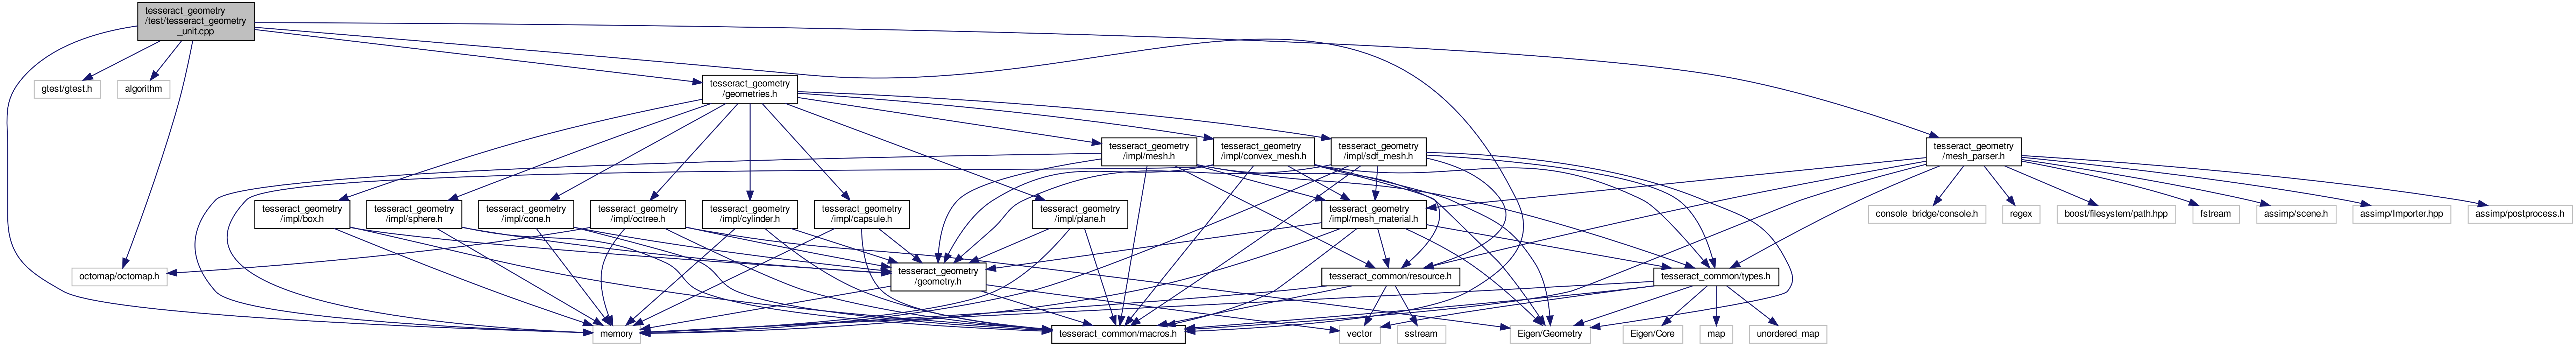 tesseract_geometry
/test/tesseract_geometry
_unit.cpp
gtest/gtest.h
algorithm
tesseract_geometry
/geometries.h
tesseract_geometry
/impl/mesh.h
tesseract_geometry
/impl/convex_mesh.h
tesseract_geometry
/impl/sdf_mesh.h
tesseract_geometry
/mesh_parser.h
tesseract_geometry
/impl/box.h
tesseract_geometry
/impl/sphere.h
tesseract_geometry
/impl/cone.h
tesseract_geometry
/impl/octree.h
tesseract_geometry
/impl/cylinder.h
tesseract_geometry
/impl/capsule.h
tesseract_geometry
/impl/plane.h
tesseract_geometry
/impl/mesh_material.h
console_bridge/console.h
regex
boost/filesystem/path.hpp
fstream
assimp/scene.h
assimp/Importer.hpp
assimp/postprocess.h
octomap/octomap.h
tesseract_geometry
/geometry.h
tesseract_common/resource.h
tesseract_common/types.h
memory
tesseract_common/macros.h
vector
sstream
Eigen/Geometry
Eigen/Core
map
unordered_map